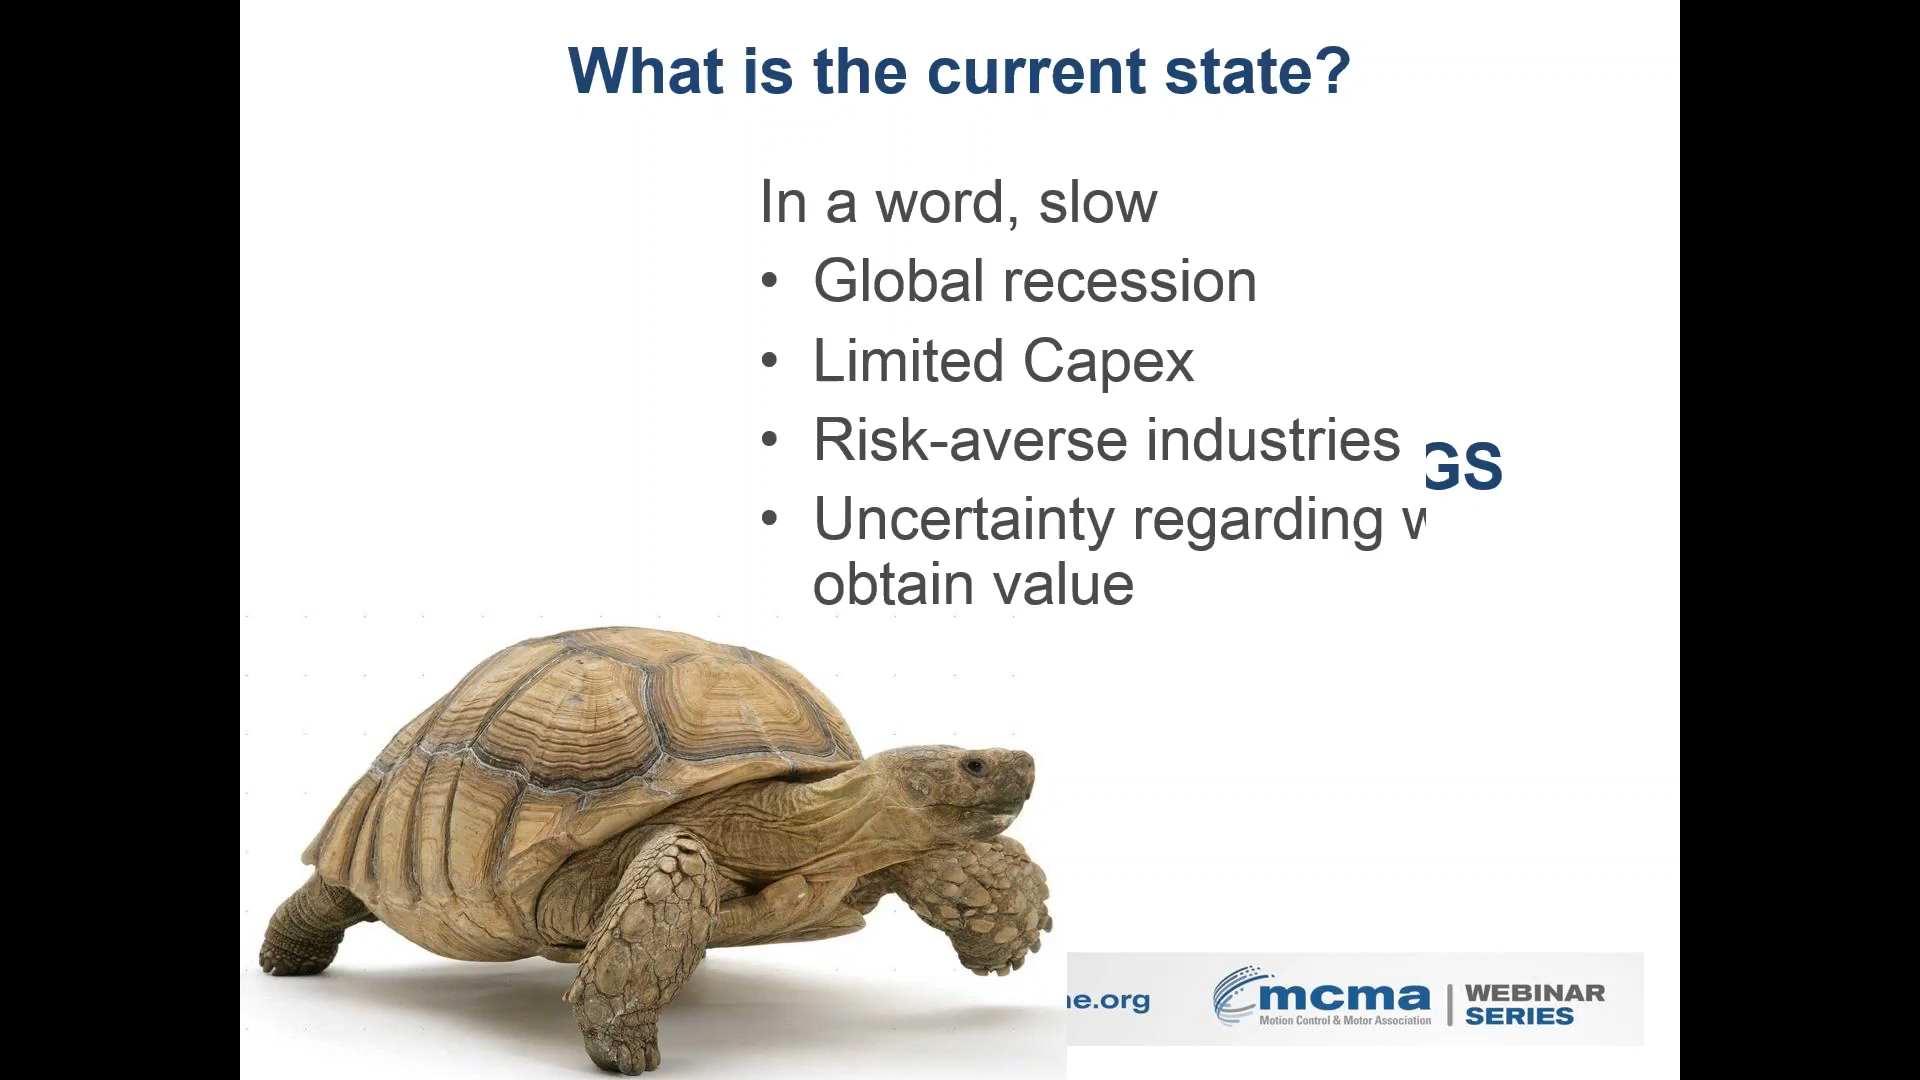 What is the current state?
In a word, slow
• Global recession
• Limited Capex
• Risk-averse industries
GS
• Uncertainty regarding
obtain value
ne.org
mcma
Motion Control & Motor Association
WEBINAR
SERIES